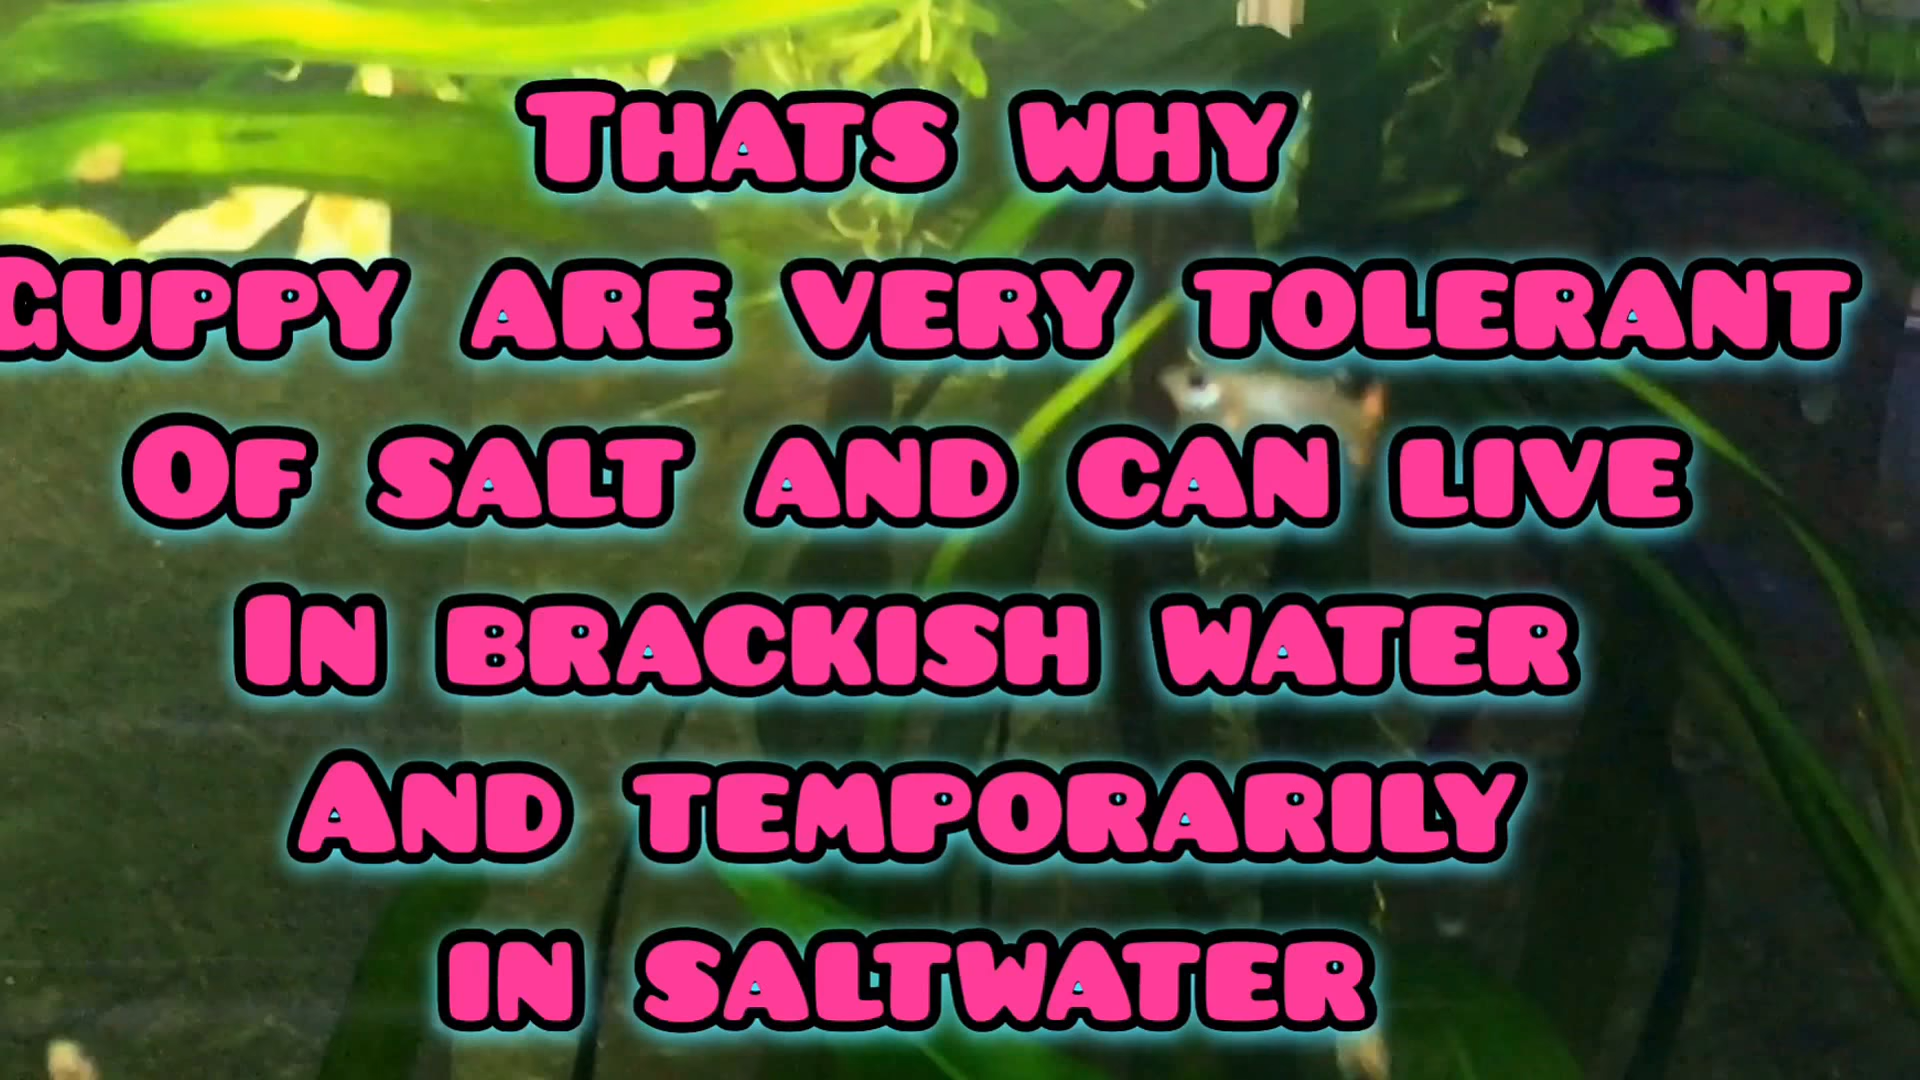 Thats why
Guppy are very tolerant
Of salt and can live
In brackish water
And temporarily
in saltwater